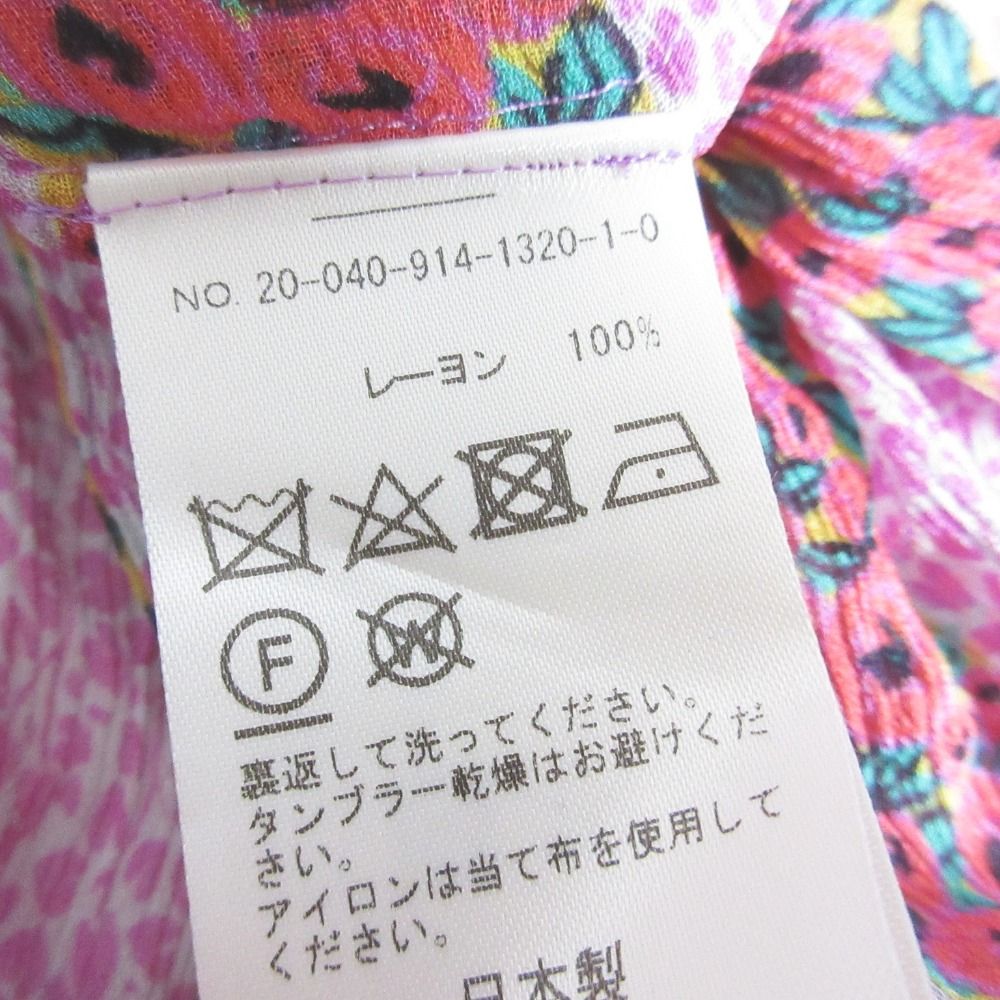 NO. 20-040-914-1320-1-0
レーヨン 100%
F
W
裏返して洗ってください。
タンブラー乾燥はお避けくだ
さい。
アイロンは当て布を使用して
ください。
日本製